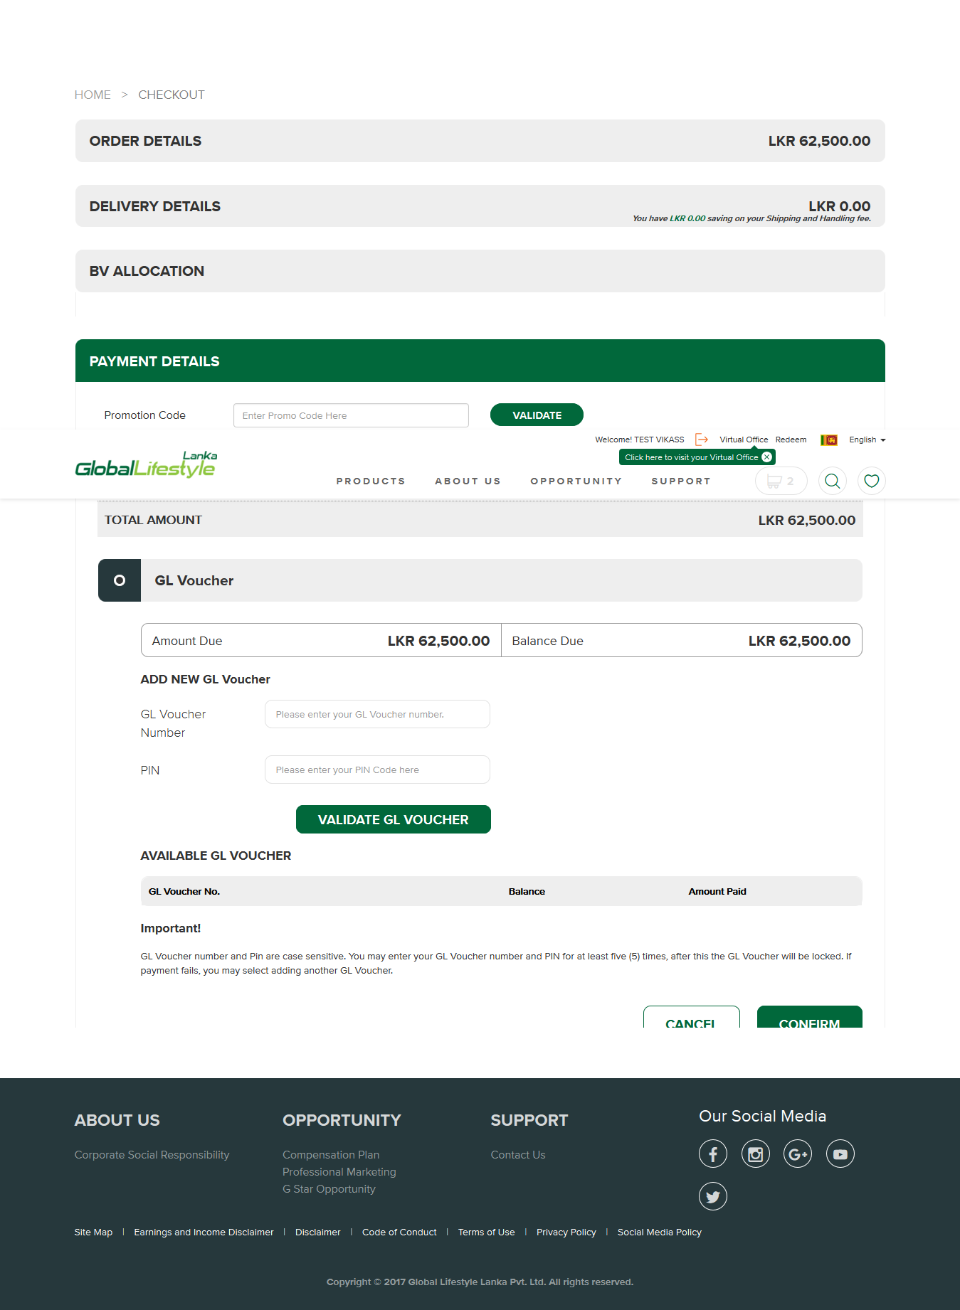 HOME > CHECKOUT
ORDER DETAILS LKR 62,500.00
DELIVERY DETAILS LKR 0.00
You have LKR 0.00 saving on your Shipping and Handling fee.
BV ALLOCATION
PAYMENT DETAILS
Promotion Code Enter Promo Code Here VALIDATE
Welcome! TEST VIKASS Virtual Office Redeem English
Click here to visit your Virtual Office
Lanka
GlobalLifestyle
PRODUCTS ABOUT US OPPORTUNITY SUPPORT 2
TOTAL AMOUNT LKR 62,500.00
GL Voucher
Amount Due LKR 62,500.00 Balance Due LKR 62,500.00
ADD NEW GL Voucher
GL Voucher Number Please enter your GL Voucher number.
PIN Please enter your PIN Code here
VALIDATE GL VOUCHER
AVAILABLE GL VOUCHER
GL Voucher No. Balance Amount Paid
Important!
GL Voucher number and Pin are case sensitive. You may enter your GL Voucher number and PIN for at least five (5) times, after this the GL Voucher will be locked. If
payment fails, you may select adding another GL Voucher.
CANCEL CONFIRM
ABOUT US OPPORTUNITY SUPPORT Our Social Media
Corporate Social Responsibility Compensation Plan Contact Us
Professional Marketing
G Star Opportunity
Site Map | Earnings and Income Disclaimer | Disclaimer | Code of Conduct | Terms of Use | Privacy Policy | Social Media Policy
Copyright © 2017 Global Lifestyle Lanka Pvt. Ltd. All rights reserved.